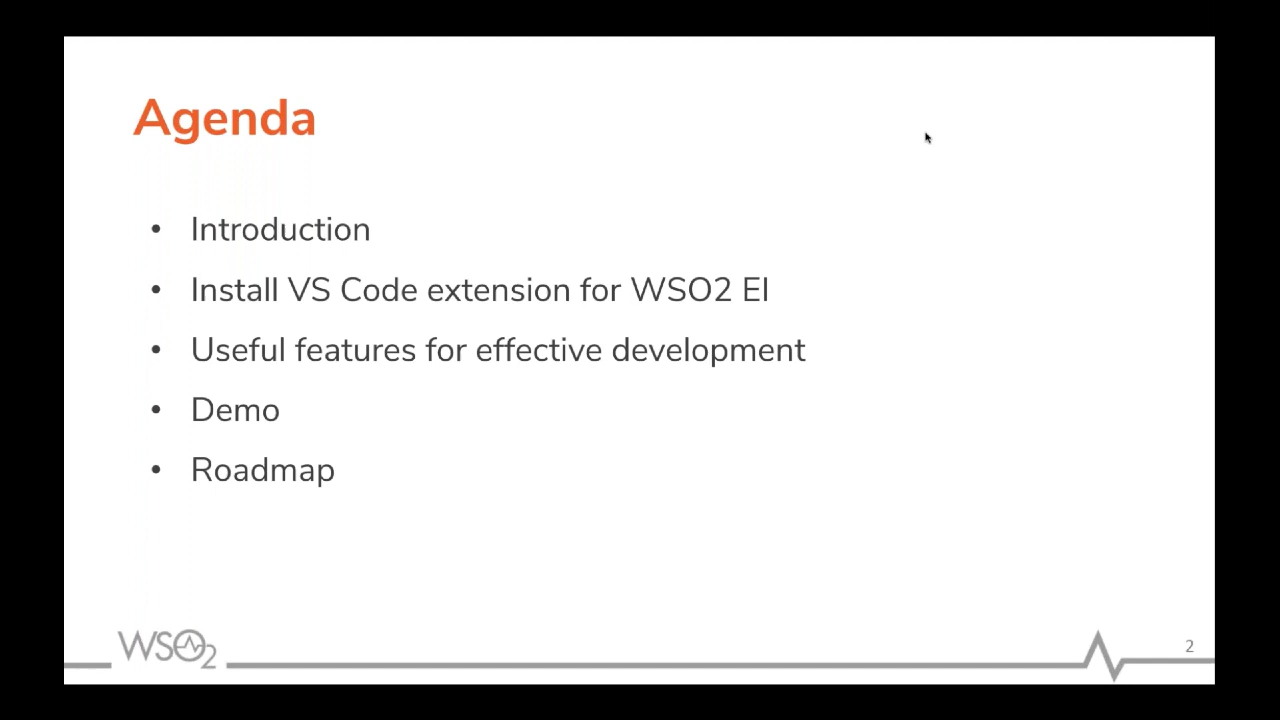 Agenda
• Introduction
• Install VS Code extension for WSO2 EI
• Useful features for effective development
• Demo
• Roadmap
WSO2
2